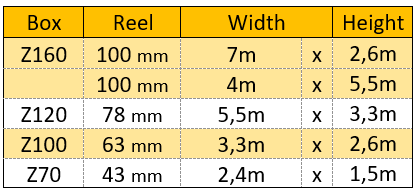 Box Reel Width Height
Z160 100 mm 7m x 2,6m
100 mm 4m x 5,5m
Z120 78 mm 5,5m x 3,3m
Z100 63 mm 3,3m x 2,6m
Z70 43 mm 2,4m x 1,5m